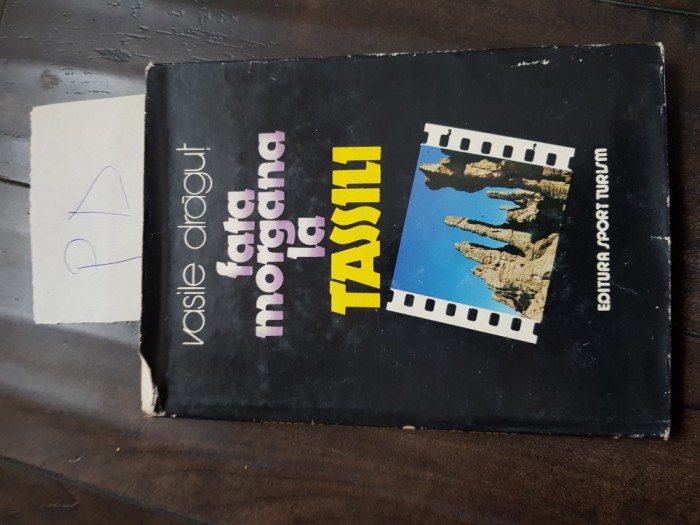 vasile drăguț
fata
morgana
la
TASSILI
EDITURA SPORT TURISM
PD